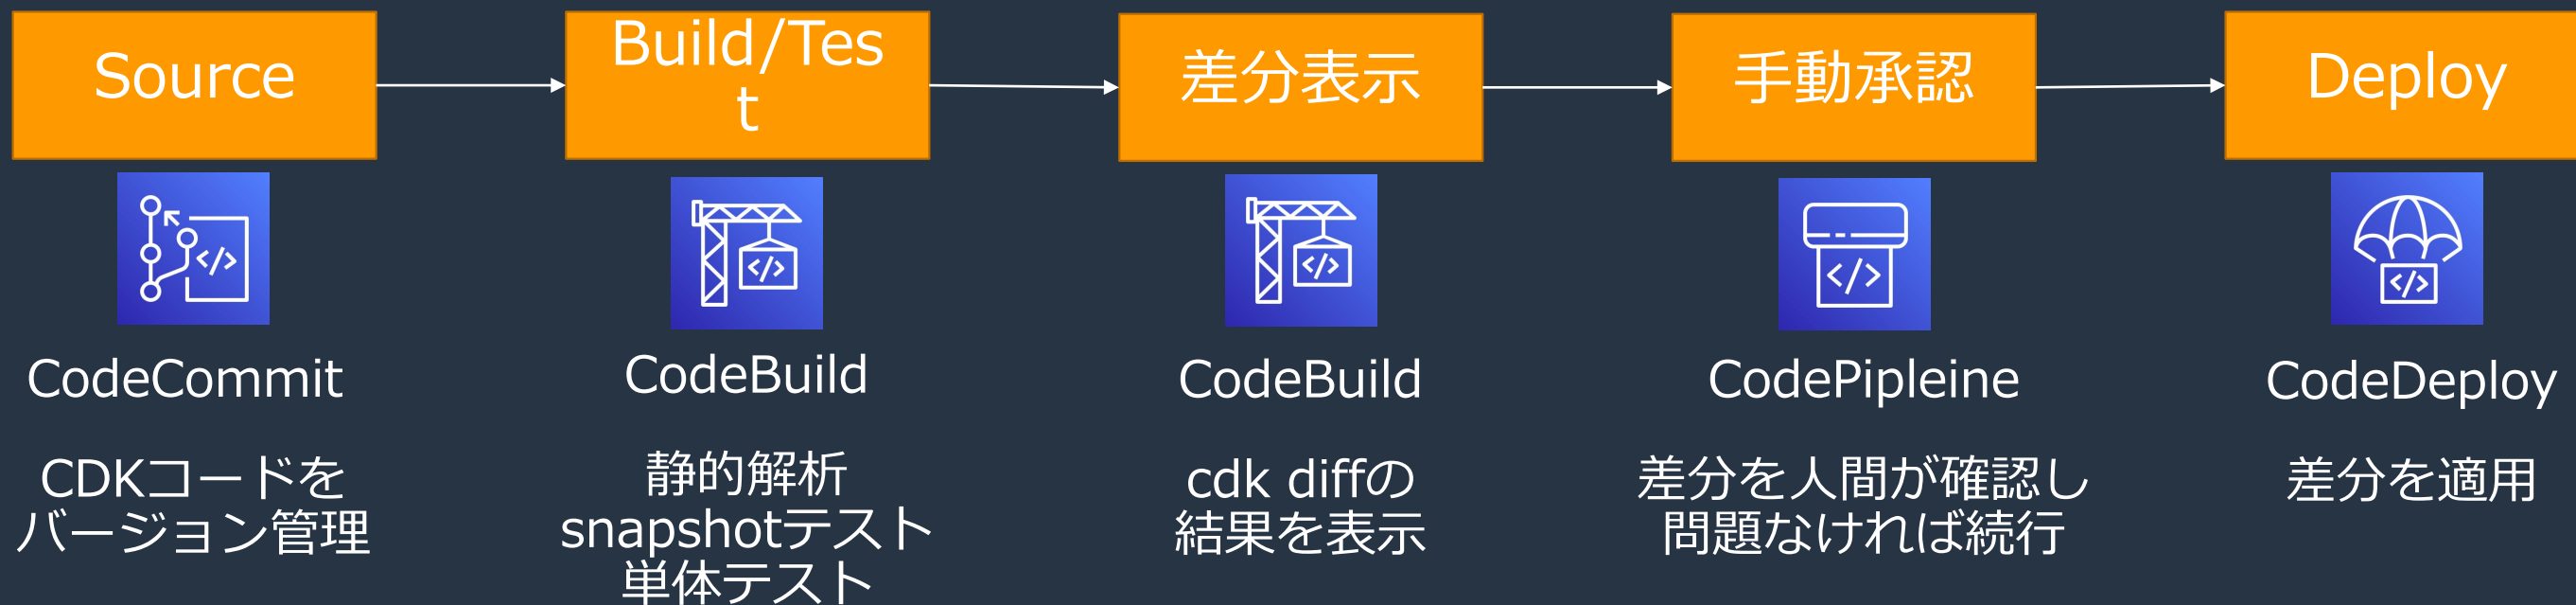 Source
Build/Tes
t
差分表示
手動承認
Deploy
CodeCommit
CodeBuild
CodeBuild
CodePipleine
CodeDeploy
CDKコードを
バージョン管理
静的解析
snapshotテスト
単体テスト
cdk diffの
結果を表示
差分を人間が確認し
問題なければ続行
差分を適用